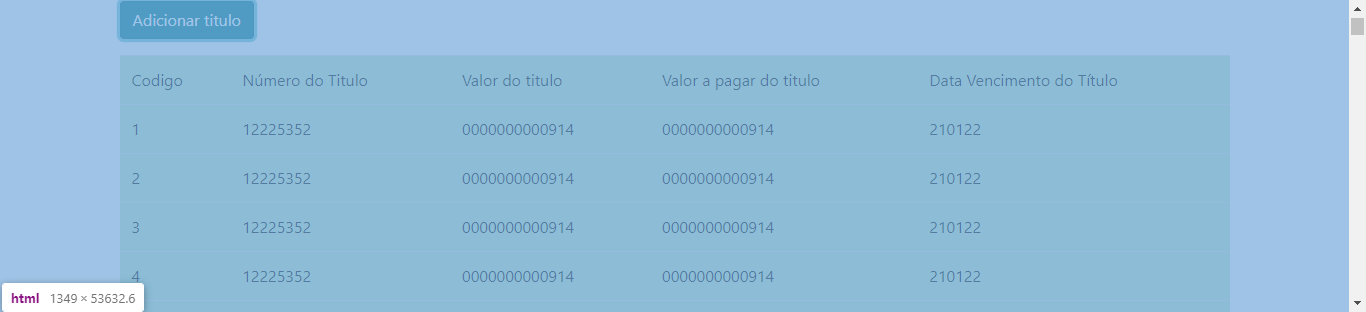 Adicionar titulo
Codigo Número do Titulo Valor do titulo Valor a pagar do titulo Data Vencimento do Título
1 12225352 0000000000914 0000000000914 210122
2 12225352 0000000000914 0000000000914 210122
3 12225352 0000000000914 0000000000914 210122
4 12225352 0000000000914 0000000000914 210122
html 1349 × 53632.6